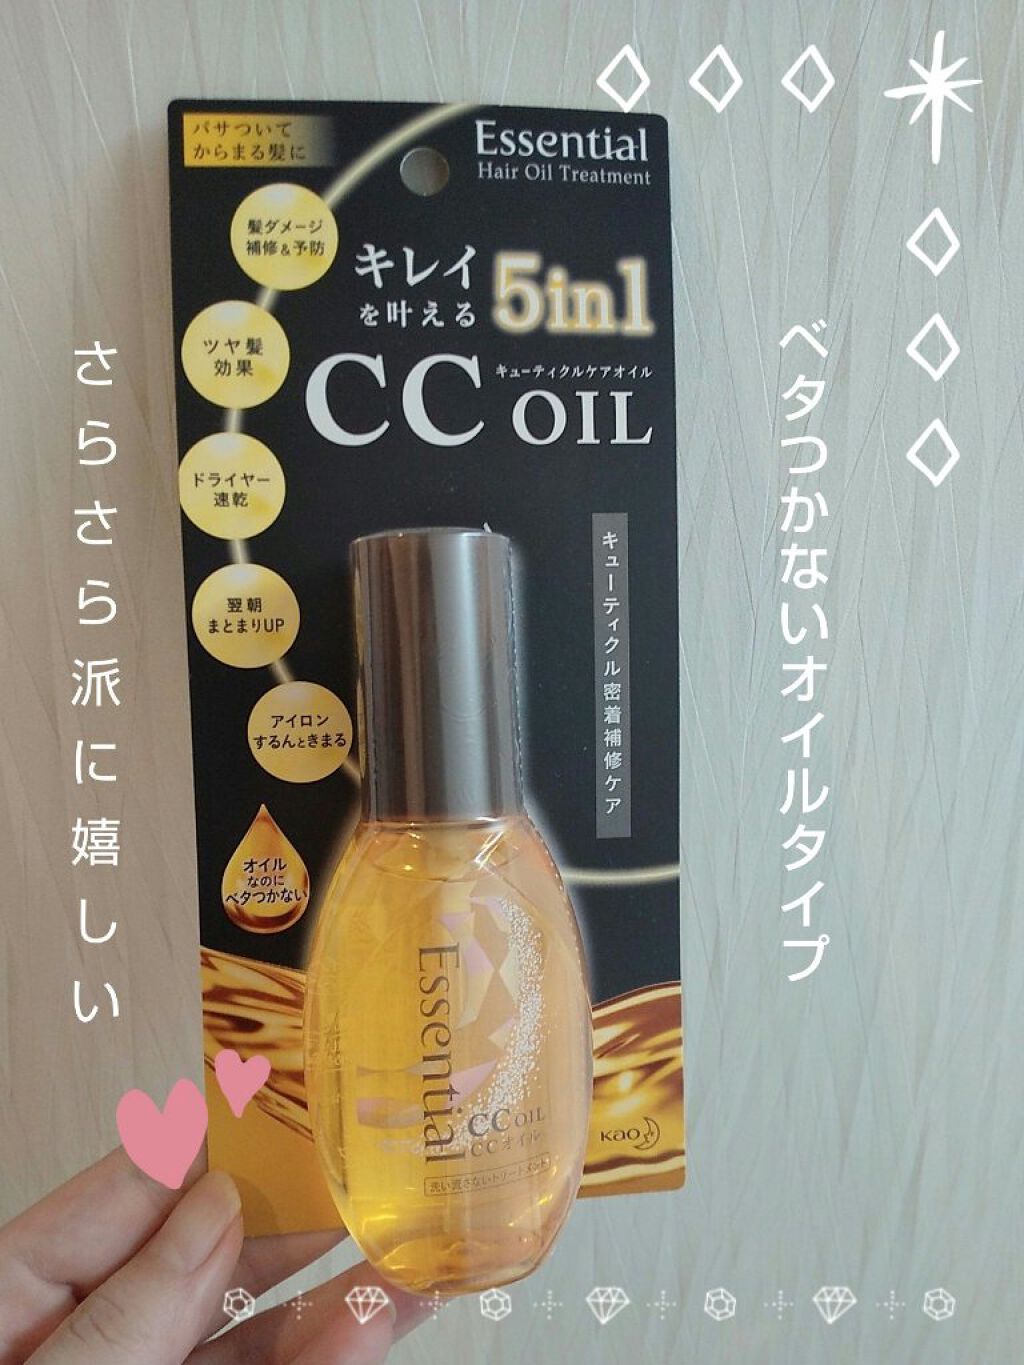 パサついて
からまる髪に
Essential
Hair Oil Treatment
髪ダメージ
補修&予防
キレイ
を叶える
5in1
ツヤ髪
効果
キューティクルケアオイル
CC OIL
ドライヤー
速乾
翌朝
まとまりUP
アイロン
するんときまる
キューティクル密着補修ケア
オイル
なのに
ベタつかない
Essential
CC OIL
CCオイル
洗い流さないトリートメント
Kao
ベタつかないオイルタイプ
さらさら派に嬉しい